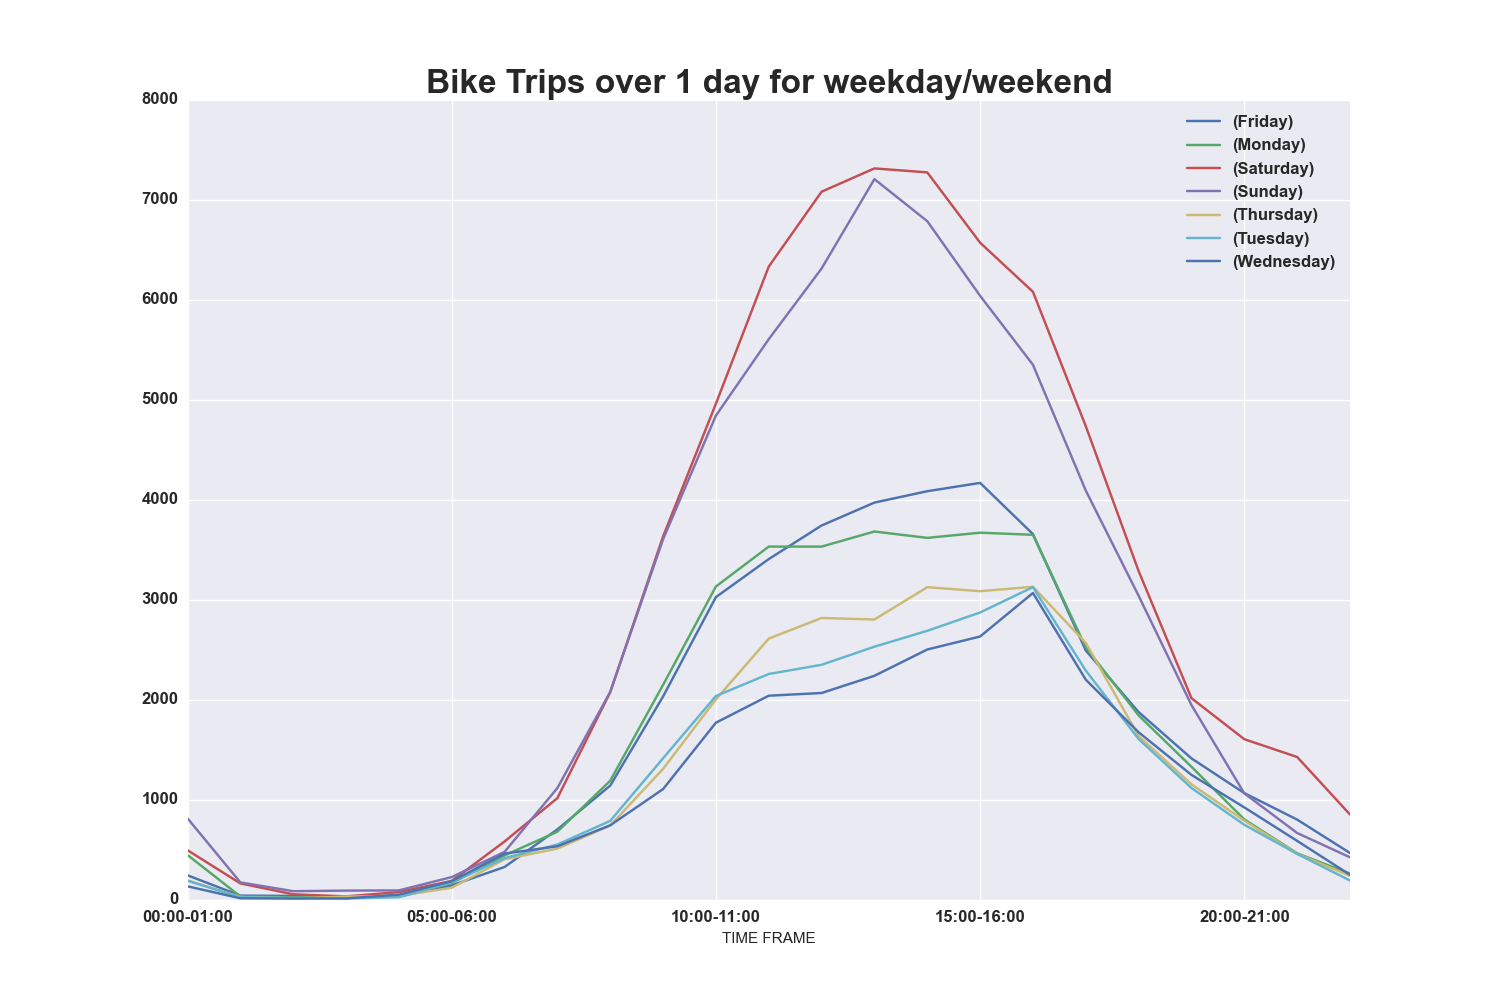 Bike Trips over 1 day for weekday/weekend
8000
7000
6000
5000
4000
3000
2000
1000
0
(Friday)
(Monday)
(Saturday)
(Sunday)
(Thursday)
(Tuesday)
(Wednesday)
00:00-01:00 05:00-06:00 10:00-11:00 15:00-16:00 20:00-21:00
TIME FRAME